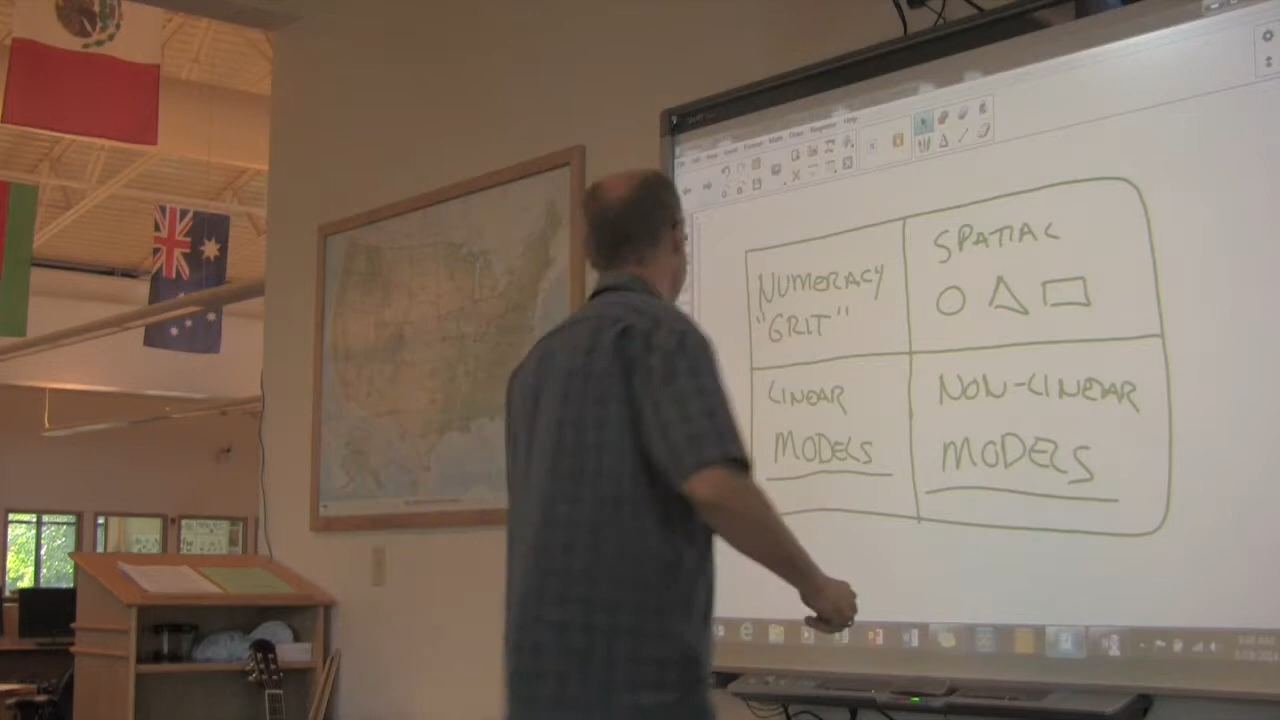 NUMERACY
"GRIT"
SPATIAL
LINEAR
MODELS
NON-LINEAR
MODELS